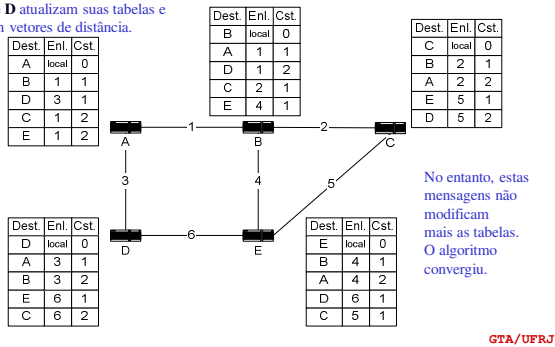 e D atualizam suas tabelas e
vetores de distância.
Dest. Enl. Cst.
A local 0
B 1 1
D 3 1
C 1 2
E 1 2
Dest. Enl. Cst.
B local 0
A 1 1
D 1 2
C 2 1
E 4 1
Dest. Enl. Cst.
C local 0
B 2 1
A 2 2
E 5 1
D 5 2
A 1 B 2 C
3 4 5
D 6 E
Dest. Enl. Cst.
D local 0
A 3 1
B 3 2
E 6 1
C 6 2
Dest. Enl. Cst.
E local 0
B 4 1
A 4 2
D 6 1
C 5 1
No entanto, estas
mensagens não
modificam
mais as tabelas.
O algoritmo
convergiu.
GTA/UFRJ